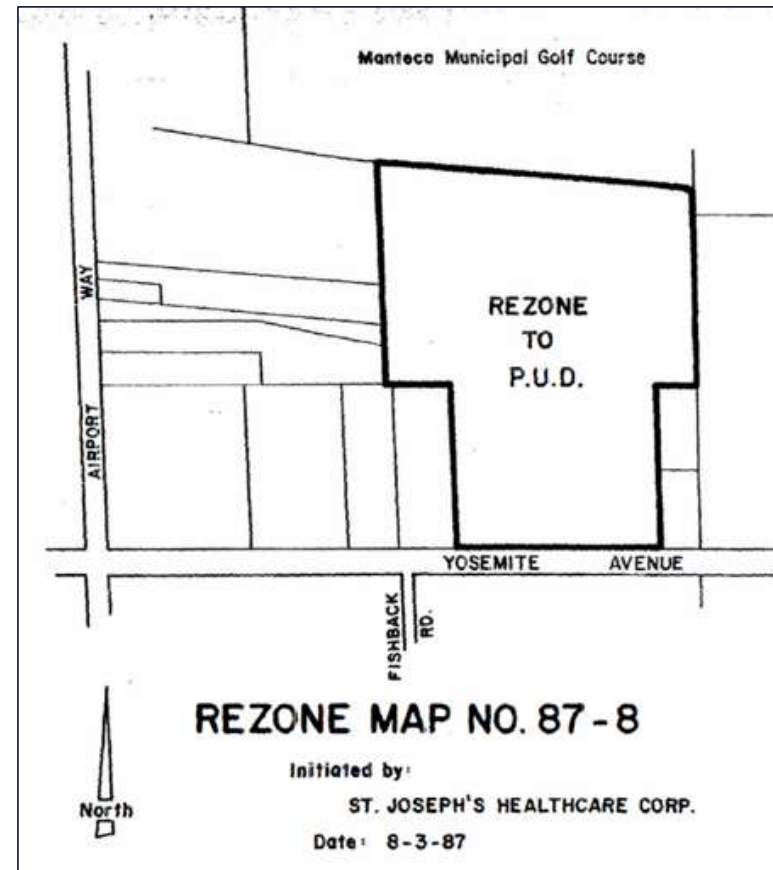 Manteca Municipal Golf Course
REZONE
TO
P.U.D.
AIRPORT WAY
YOSEMITE AVENUE
FISHBACK
RD.
REZONE MAP NO. 87-8
Initiated by:
ST. JOSEPH'S HEALTHCARE CORP.
North
Date: 8-3-87